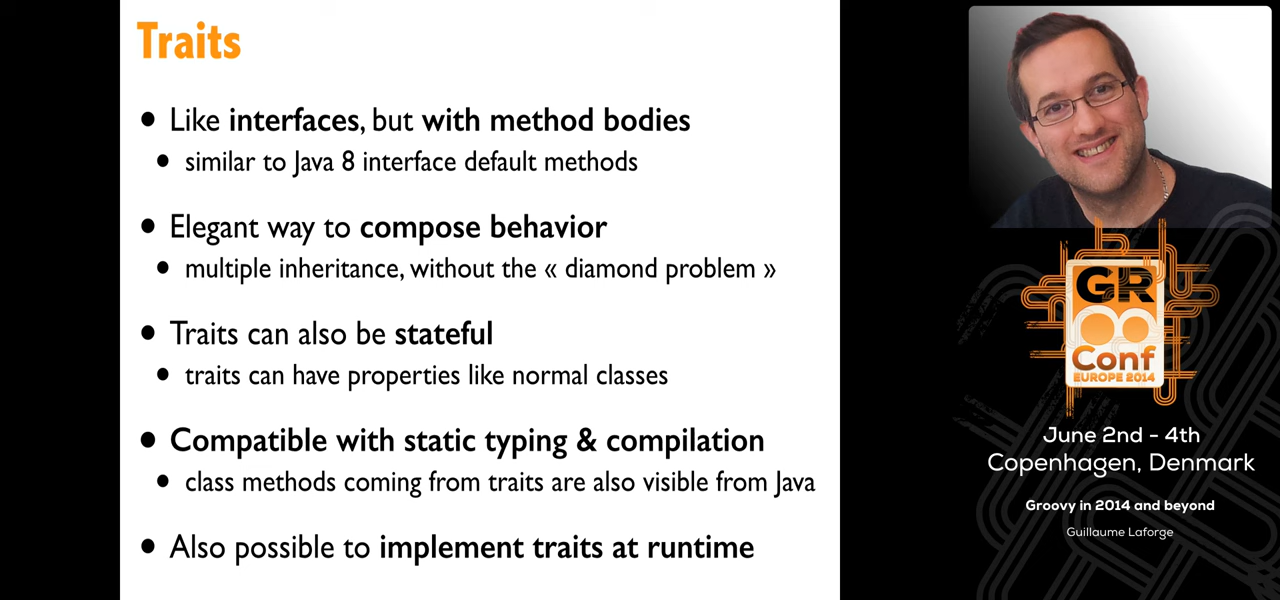 Traits
• Like interfaces, but with method bodies
• similar to Java 8 interface default methods
• Elegant way to compose behavior
• multiple inheritance, without the « diamond problem »
• Traits can also be stateful
• traits can have properties like normal classes
• Compatible with static typing & compilation
• class methods coming from traits are also visible from Java
• Also possible to implement traits at runtime
GR
OO
Conf
EUROPE 2014
June 2nd - 4th
Copenhagen, Denmark
Groovy in 2014 and beyond
Guillaume Laforge